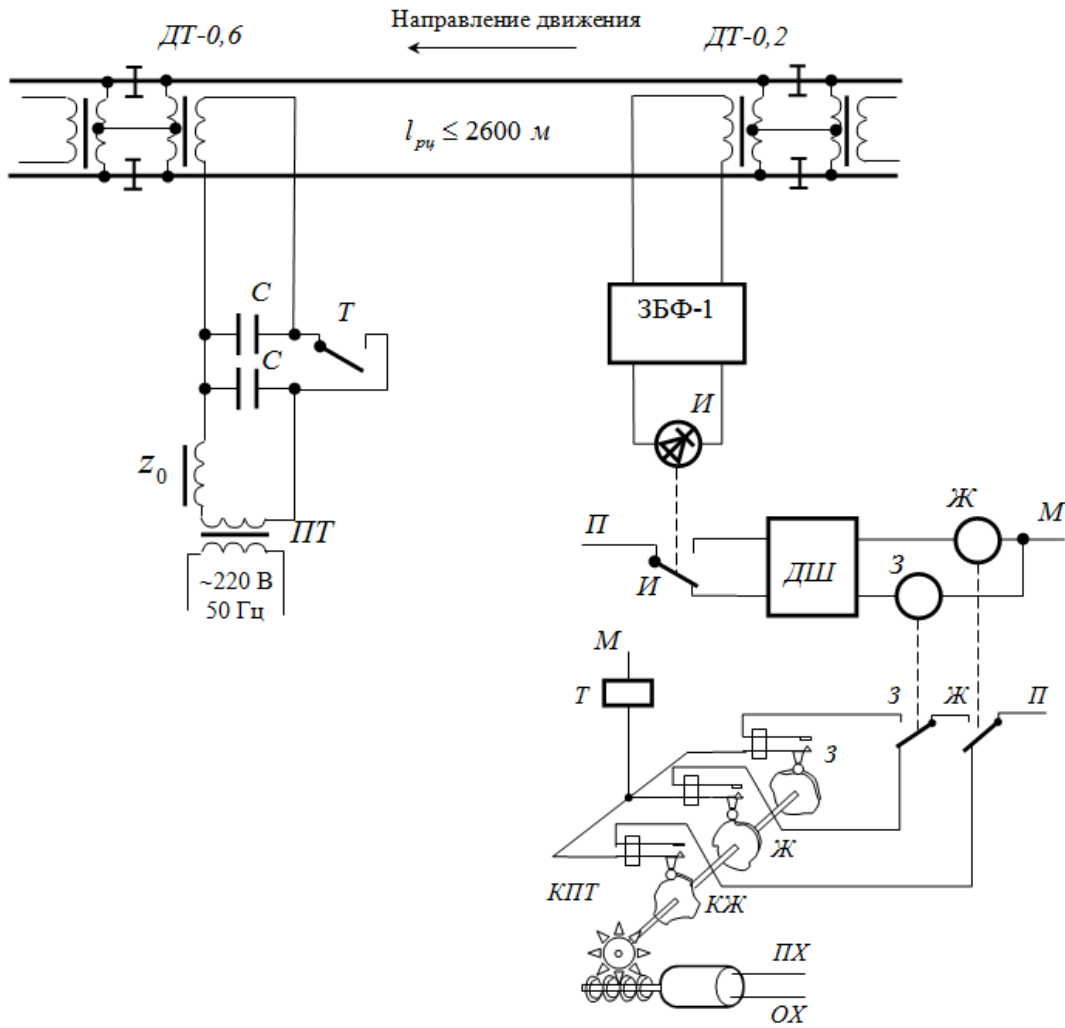 Направление движения
ДТ-0,6
ДТ-0,2
lрц ≤ 2600 м
С
Т
С
z0
ПТ
~220 В
50 Гц
ЗБФ-1
И
П
И
ДШ
Ж
З
М
М
Т
З
Ж
П
З
Ж
КЖ
КПТ
ПХ
ОХ